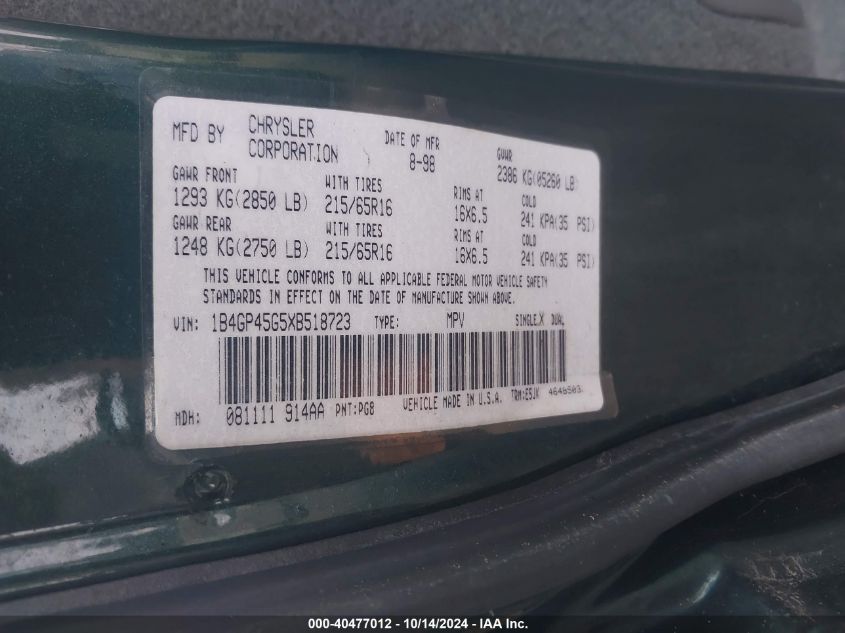 MFD BY CHRYSLER CORPORATION DATE OF MFR 8-98 GVWR 2386 KG(05260 LB)
GAWR FRONT WITH TIRES RIMS AT COLD
1293 KG(2850 LB) 215/65R16 16X6.5 241 KPA(35 PSI)
GAWR REAR WITH TIRES RIMS AT COLD
1248 KG(2750 LB) 215/65R16 16X6.5 241 KPA(35 PSI)
THIS VEHICLE CONFORMS TO ALL APPLICABLE FEDERAL MOTOR VEHICLE SAFETY
STANDARDS IN EFFECT ON THE DATE OF MANUFACTURE SHOWN ABOVE.
VIN: 1B4GP45G5XB518723 TYPE: MPV SINGLE X DUAL
MDH: 081111 914AA PNT:PG8 VEHICLE MADE IN U.S.A. TRM:E5JK 4648503
000-40477012 - 10/14/2024 - IAA Inc.